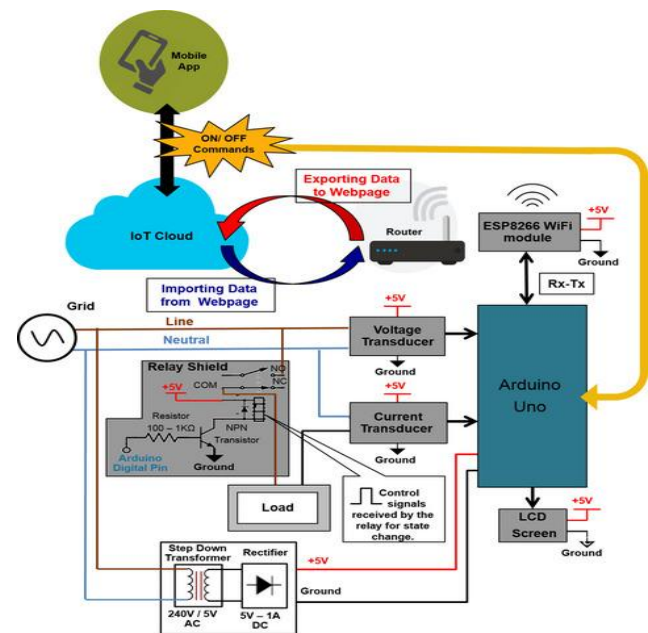 Mobile
App
ON/ OFF
Commands
Exporting Data
to Webpage
IoT Cloud
Router
Importing Data
from Webpage
ESP8266 WiFi
module
+5V
Ground
Rx-Tx
Grid
Line
Neutral
+5V
Voltage
Transducer
Ground
Relay Shield
NO
NC
COM
+5V
Resistor
100 – 1KΩ
NPN
Transistor
Ground
Arduino
Digital Pin
+5V
Current
Transducer
Ground
Arduino
Uno
Load
Control
signals
received by the
relay for state
change.
LCD
Screen
+5V
Ground
Step Down
Transformer
Rectifier
+5V
Ground
240V / 5V
AC
5V – 1A
DC